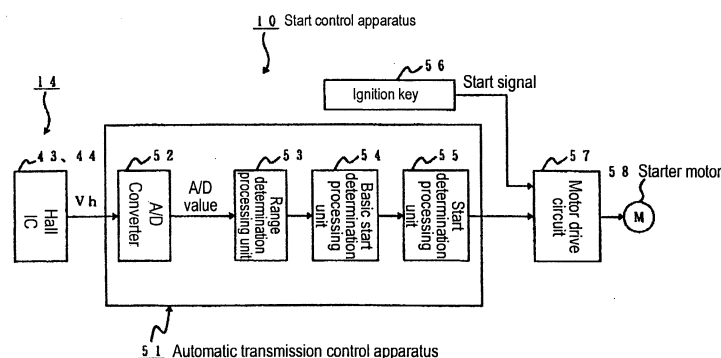 10 Start control apparatus
56
14
Ignition key
Start signal
43、44
52
53
54
55
57
58 Starter motor
Hall IC
Vh
A/D Converter
A/D value
Range determination processing unit
Basic start determination processing unit
Start determination processing unit
Motor drive circuit
M
51 Automatic transmission control apparatus